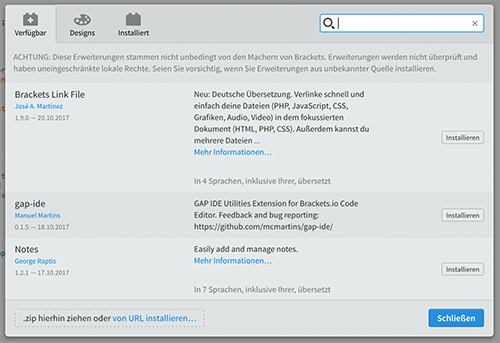 Verfügbar
Designs
Installiert
ACHTUNG: Diese Erweiterungen stammen nicht unbedingt von den Machern von Brackets. Erweiterungen werden nicht überprüft und
haben uneingeschränkte lokale Rechte. Seien Sie vorsichtig, wenn Sie Erweiterungen aus unbekannter Quelle installieren.
Brackets Link File
José A. Martinez
1.9.0 — 20.10.2017
Neu: Deutsche Übersetzung. Verlinke schnell und
einfach deine Dateien (PHP, JavaScript, CSS,
Grafiken, Audio, Video) in dem fokussierten
Dokument (HTML, PHP, CSS). Außerdem kannst du
mehrere Dateien ...
Mehr Informationen...
In 4 Sprachen, inklusive Ihrer, übersetzt
Installieren
gap-ide
Manuel Martins
0.1.5 — 18.10.2017
GAP IDE Utilities Extension for Brackets.io Code
Editor. Feedback and bug reporting:
https://github.com/mcmartins/gap-ide/
Installieren
Notes
George Raptis
1.2.1 — 17.10.2017
Easily add and manage notes.
Mehr Informationen...
In 7 Sprachen, inklusive Ihrer, übersetzt
Installieren
.zip hierhin ziehen oder von URL installieren...
Schließen